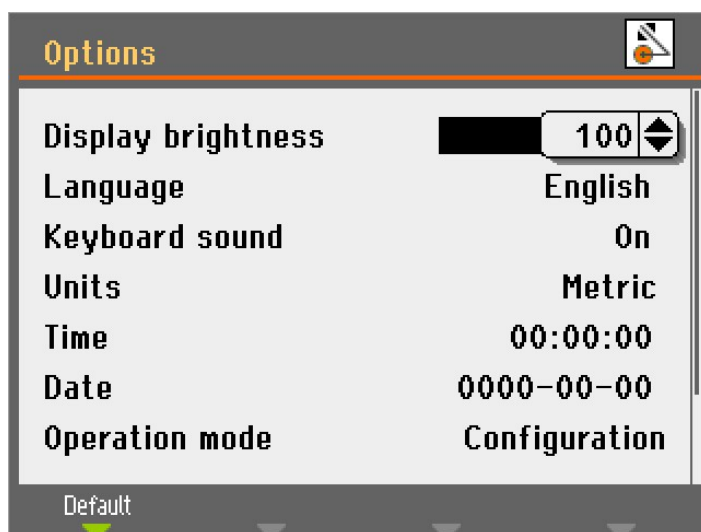 Options
Display brightness 100
Language English
Keyboard sound On
Units Metric
Time 00:00:00
Date 0000-00-00
Operation mode Configuration
Default